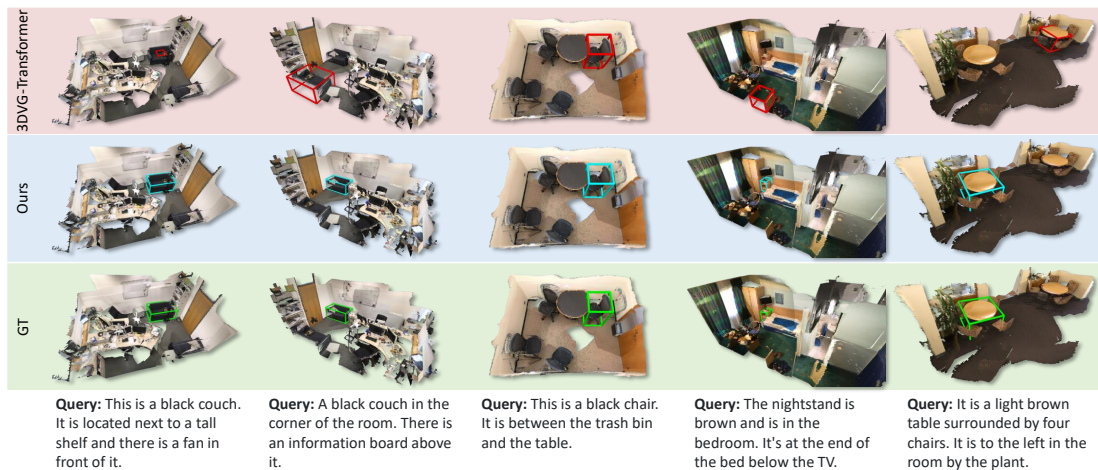 3DVG-Transformer
Ours
GT
Query: This is a black couch.
It is located next to a tall
shelf and there is a fan in
front of it.
Query: A black couch in the
corner of the room. There is
an information board above
it.
Query: This is a black chair.
It is between the trash bin
and the table.
Query: The nightstand is
brown and is in the
bedroom. It's at the end of
the bed below the TV.
Query: It is a light brown
table surrounded by four
chairs. It is to the left in the
room by the plant.